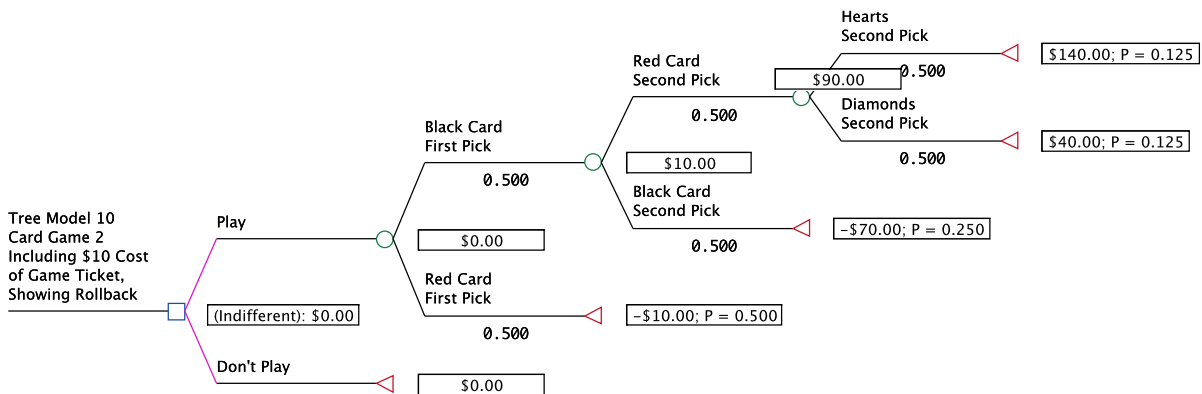 Hearts
Second Pick
$140.00; P = 0.125
0.500
Red Card
Second Pick
$90.00
0.500
Diamonds
Second Pick
$40.00; P = 0.125
0.500
Black Card
First Pick
0.500
$10.00
Black Card
Second Pick
-$70.00; P = 0.250
0.500
Tree Model 10
Card Game 2
Including $10 Cost
of Game Ticket,
Showing Rollback
Play
$0.00
Red Card
First Pick
-$10.00; P = 0.500
0.500
(Indifferent): $0.00
Don't Play
$0.00